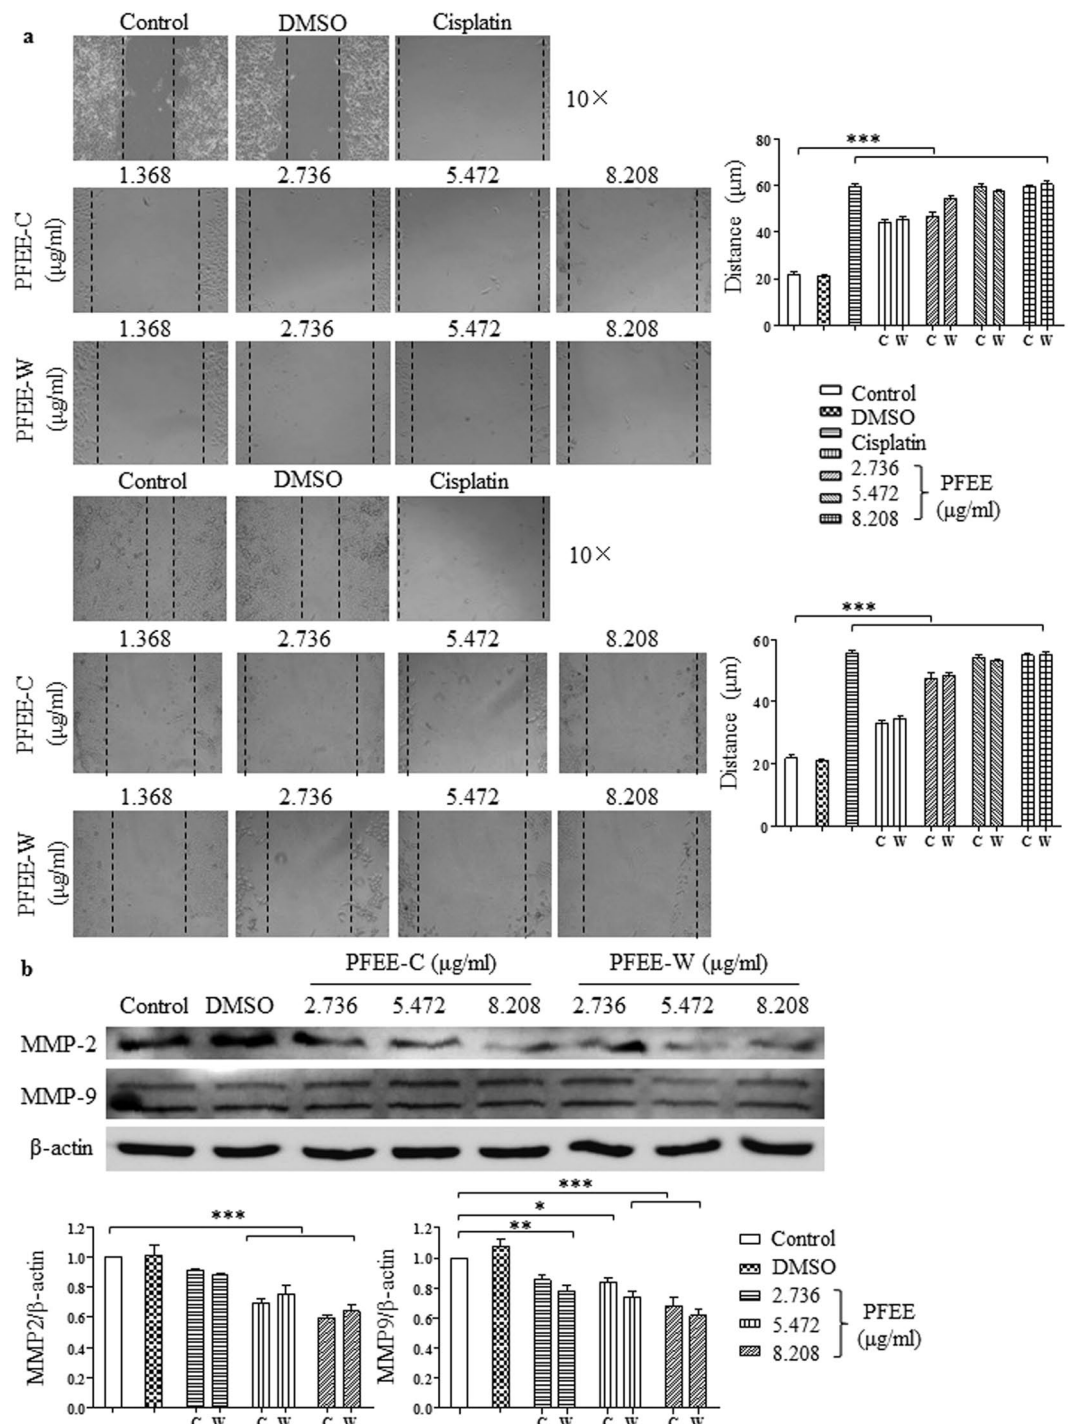 a
Control DMSO Cisplatin
10×
1.368 2.736 5.472 8.208
PFEE-C
(µg/ml)
1.368 2.736 5.472 8.208
PFEE-W
(µg/ml)
Control DMSO Cisplatin
10×
1.368 2.736 5.472 8.208
PFEE-C
(µg/ml)
1.368 2.736 5.472 8.208
PFEE-W
(µg/ml)
***
Distance (µm)
80
60
40
20
0
C W C W C W C W
Control
DMSO
Cisplatin
2.736
5.472
8.208
PFEE
(µg/ml)
***
Distance (µm)
60
40
20
0
C W C W C W C W
b
PFEE-C (µg/ml) PFEE-W (µg/ml)
Control DMSO 2.736 5.472 8.208 2.736 5.472 8.208
MMP-2
MMP-9
β-actin
***
MMP2/β-actin
1.2
1.0
0.8
0.6
0.4
0.2
0.0
C W C W C W
***
*
**
MMP9/β-actin
1.2
1.0
0.8
0.6
0.4
0.2
0.0
C W C W C W
Control
DMSO
2.736
5.472
8.208
PFEE
(µg/ml)